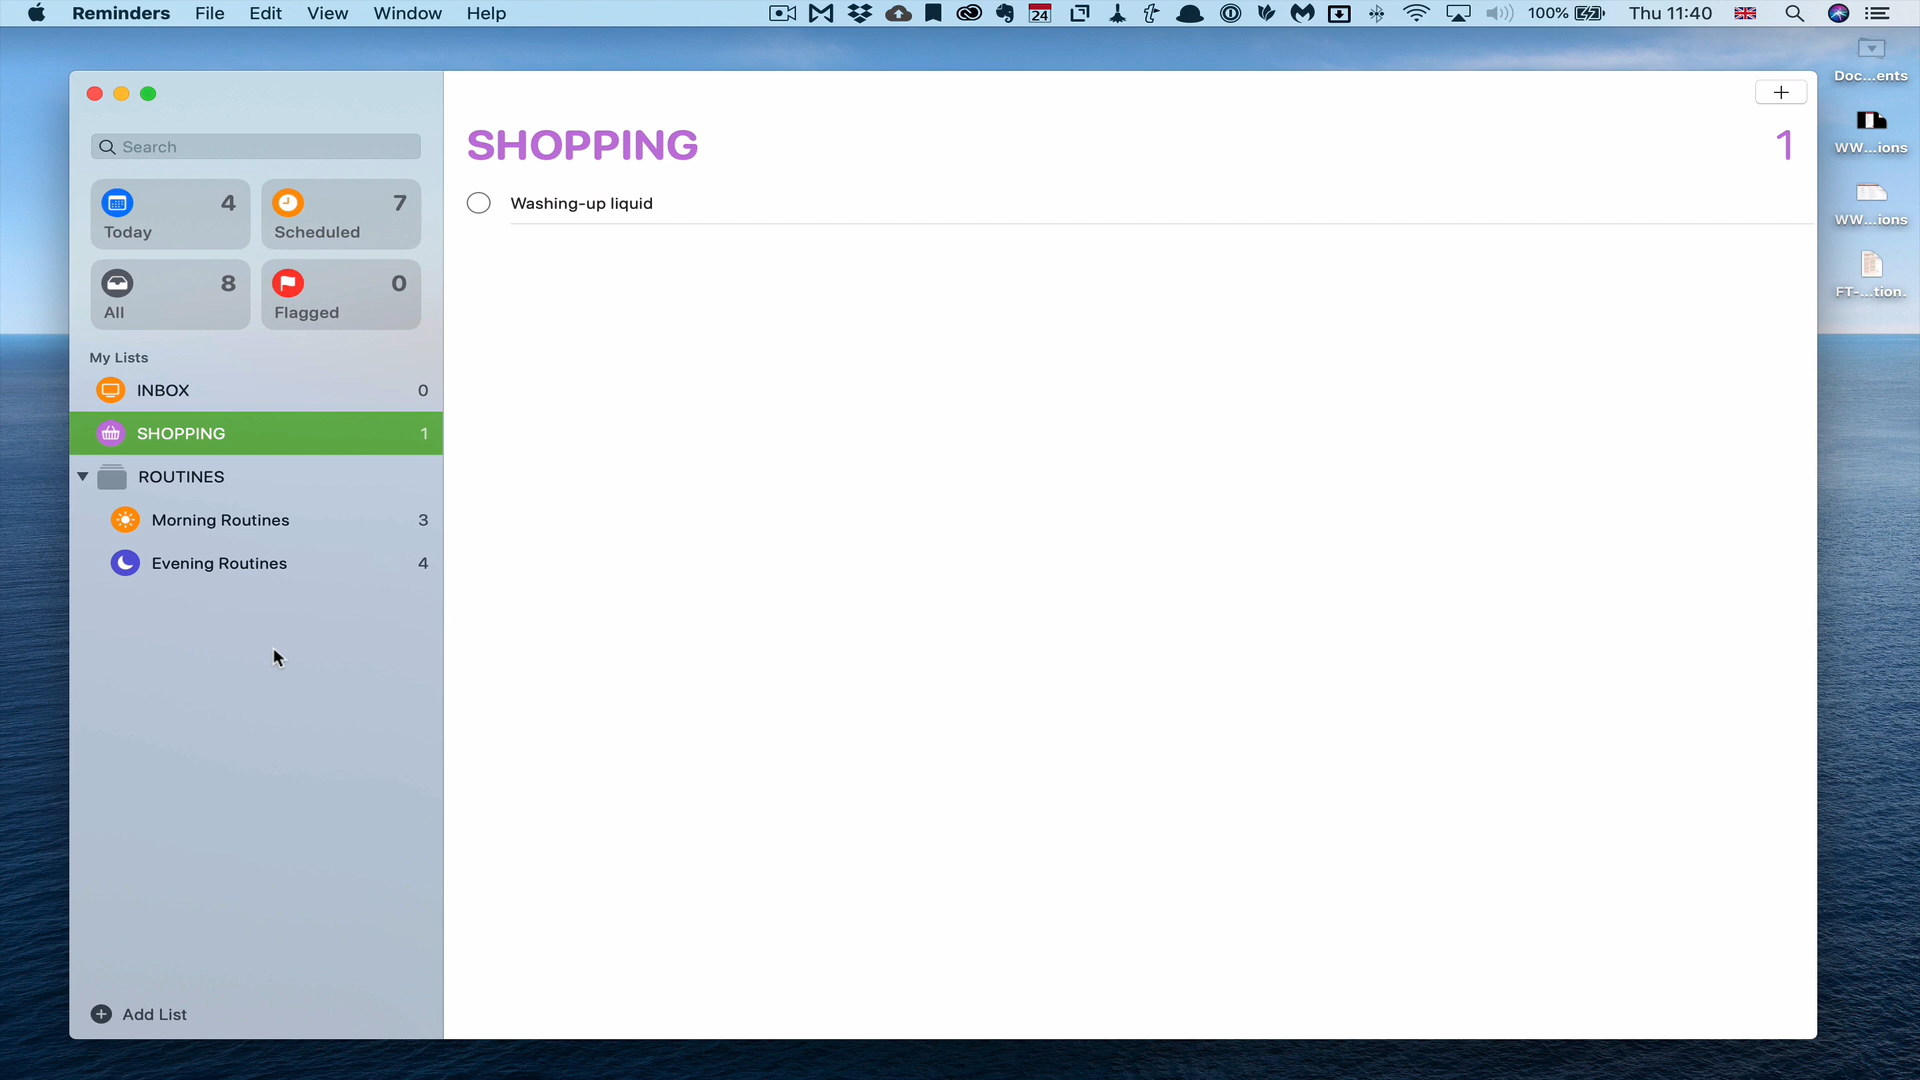 Reminders File Edit View Window Help 24 100% Thu 11:40
Doc...ents
WW...ions
WW...ions
FT-...tion.
Search
4
Today
7
Scheduled
8
All
0
Flagged
My Lists
INBOX 0
SHOPPING 1
ROUTINES
Morning Routines 3
Evening Routines 4
Add List
+
SHOPPING 1
Washing-up liquid